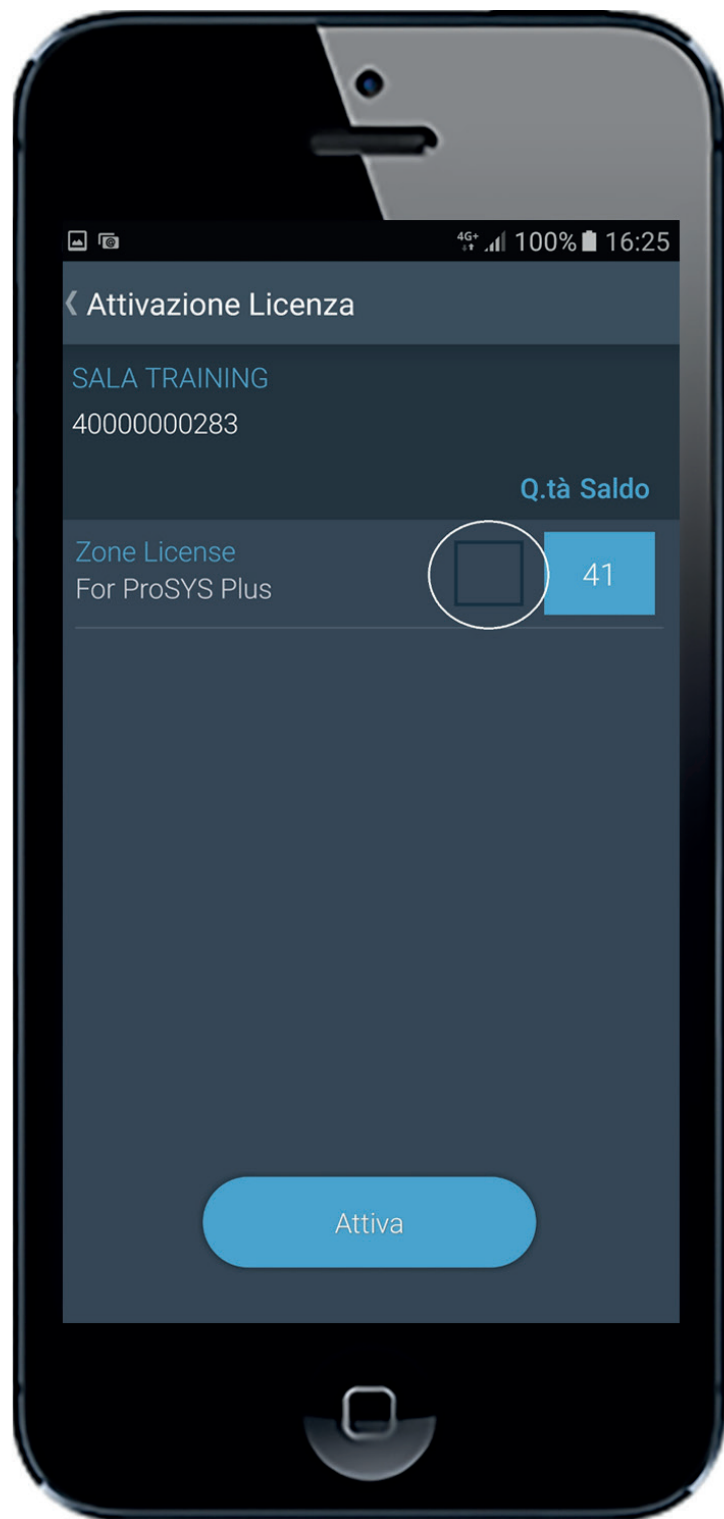 4G+ 100% 16:25
Attivazione Licenza
SALA TRAINING
40000000283
Q.tà Saldo
Zone License
For ProSYS Plus
41
Attiva